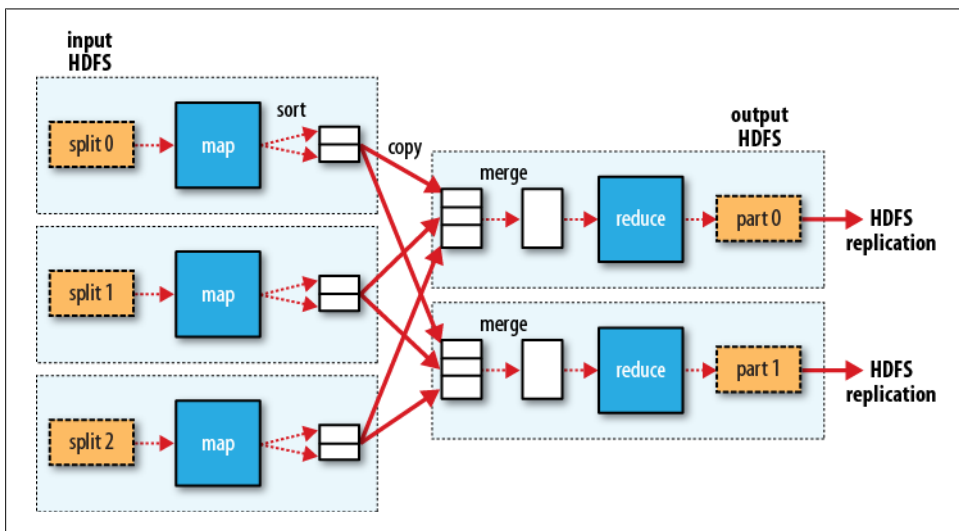 input
HDFS
sort
split 0
map
copy
output
HDFS
merge
reduce
part 0
HDFS
replication
split 1
map
merge
reduce
part 1
HDFS
replication
split 2
map